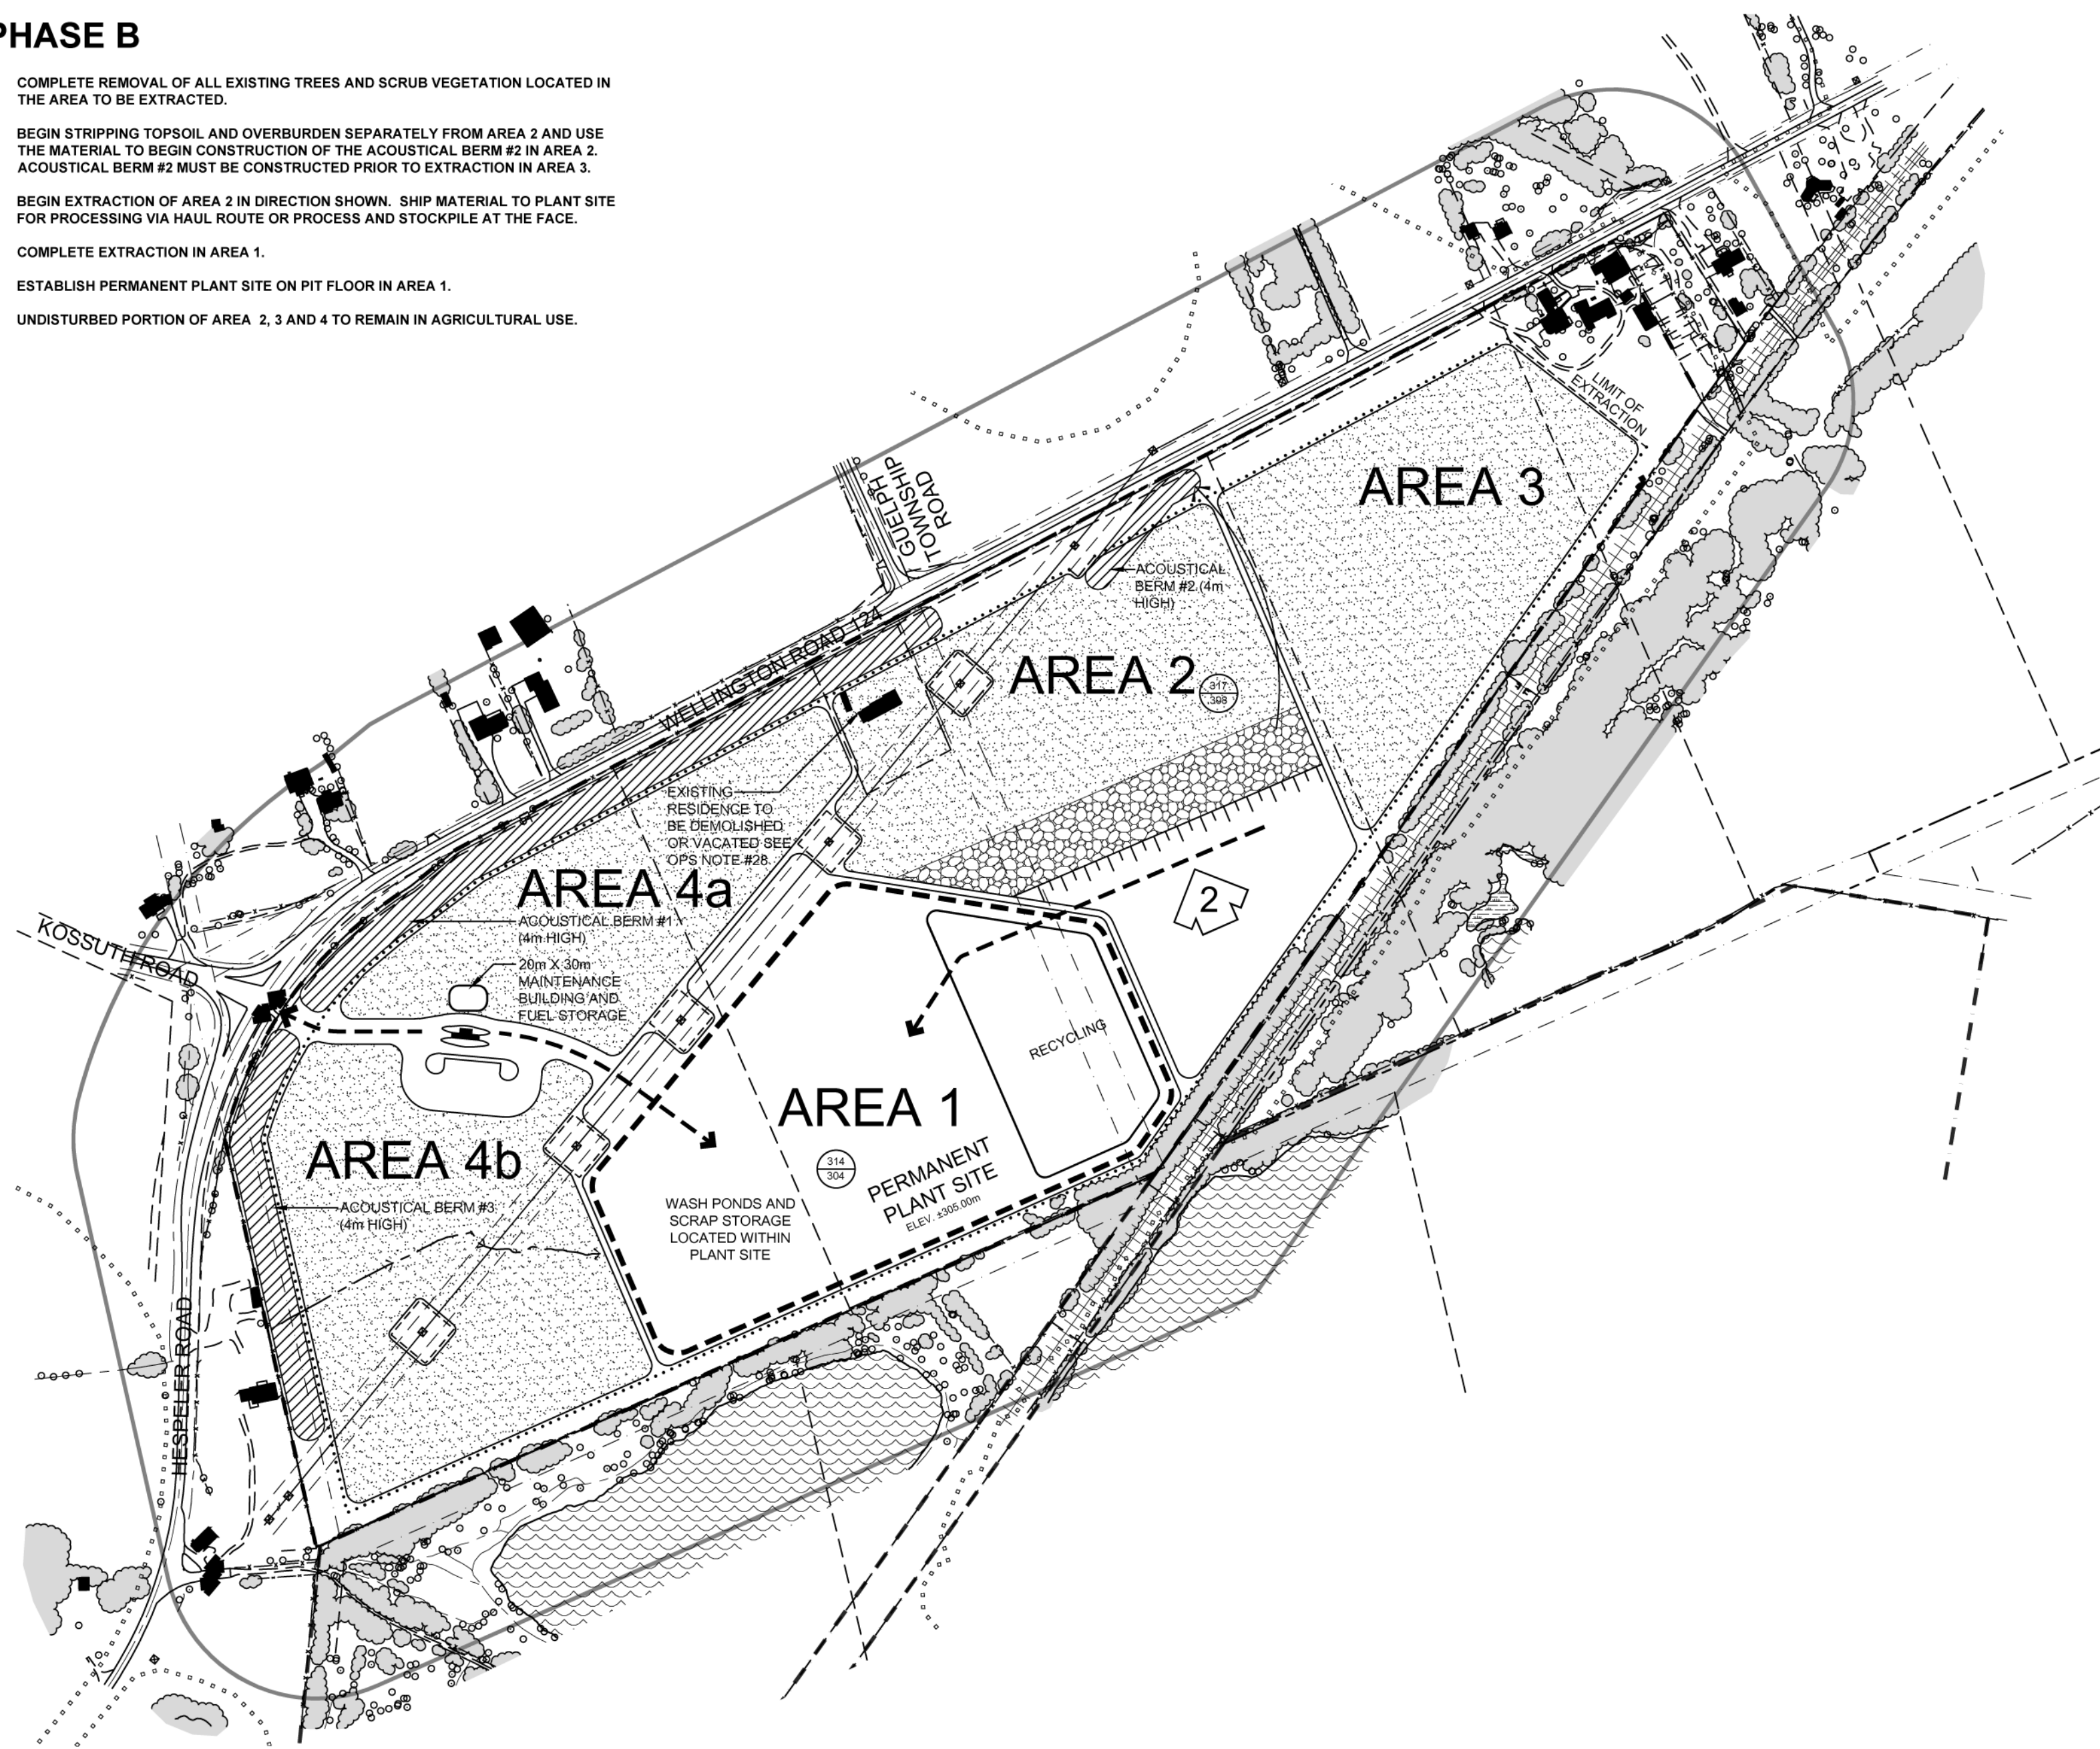 PHASE B
COMPLETE REMOVAL OF ALL EXISTING TREES AND SCRUB VEGETATION LOCATED IN
THE AREA TO BE EXTRACTED.
BEGIN STRIPPING TOPSOIL AND OVERBURDEN SEPARATELY FROM AREA 2 AND USE
THE MATERIAL TO BEGIN CONSTRUCTION OF THE ACOUSTICAL BERM #2 IN AREA 2.
ACOUSTICAL BERM #2 MUST BE CONSTRUCTED PRIOR TO EXTRACTION IN AREA 3.
BEGIN EXTRACTION OF AREA 2 IN DIRECTION SHOWN. SHIP MATERIAL TO PLANT SITE
FOR PROCESSING VIA HAUL ROUTE OR PROCESS AND STOCKPILE AT THE FACE.
COMPLETE EXTRACTION IN AREA 1.
ESTABLISH PERMANENT PLANT SITE ON PIT FLOOR IN AREA 1.
UNDISTURBED PORTION OF AREA 2, 3 AND 4 TO REMAIN IN AGRICULTURAL USE.
LIMIT OF
EXTRACTION
AREA 3
GUELPH
TOWNSHIP
ROAD
ACOUSTICAL
BERM #2 (4m
HIGH)
WELLINGTON ROAD 124
AREA 2
317
308
EXISTING
RESIDENCE TO
BE DEMOLISHED
OR VACATED SEE
OPS NOTE #28
AREA 4a
ACOUSTICAL BERM #1
(4m HIGH)
2
KOSSUTH ROAD
20m X 30m
MAINTENANCE
BUILDING AND
FUEL STORAGE
RECYCLING
AREA 1
314
304
PERMANENT
PLANT SITE
ELEV. ±305.00m
AREA 4b
ACOUSTICAL BERM #3
(4m HIGH)
WASH PONDS AND
SCRAP STORAGE
LOCATED WITHIN
PLANT SITE
HESPELER ROAD